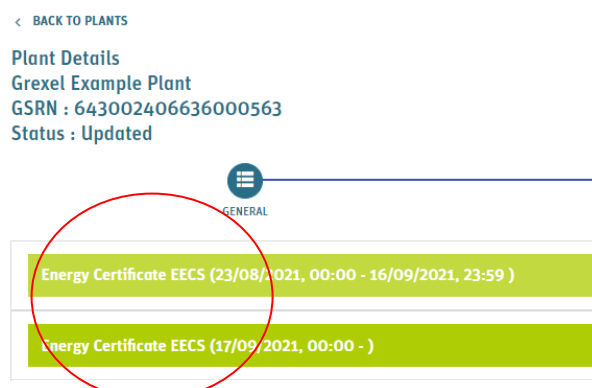 < BACK TO PLANTS
Plant Details
Grexel Example Plant
GSRN : 643002406636000563
Status : Updated
GENERAL
Energy Certificate EECS (23/08/2021, 00:00 - 16/09/2021, 23:59 )
Energy Certificate EECS (17/09/2021, 00:00 - )